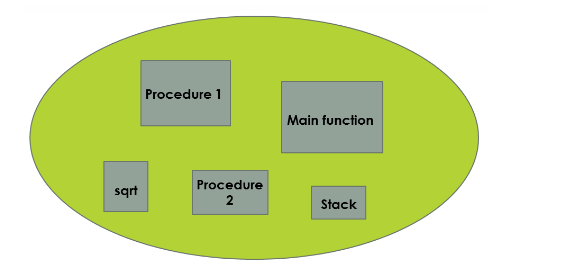 Procedure 1
Main function
sqrt
Procedure
2
Stack